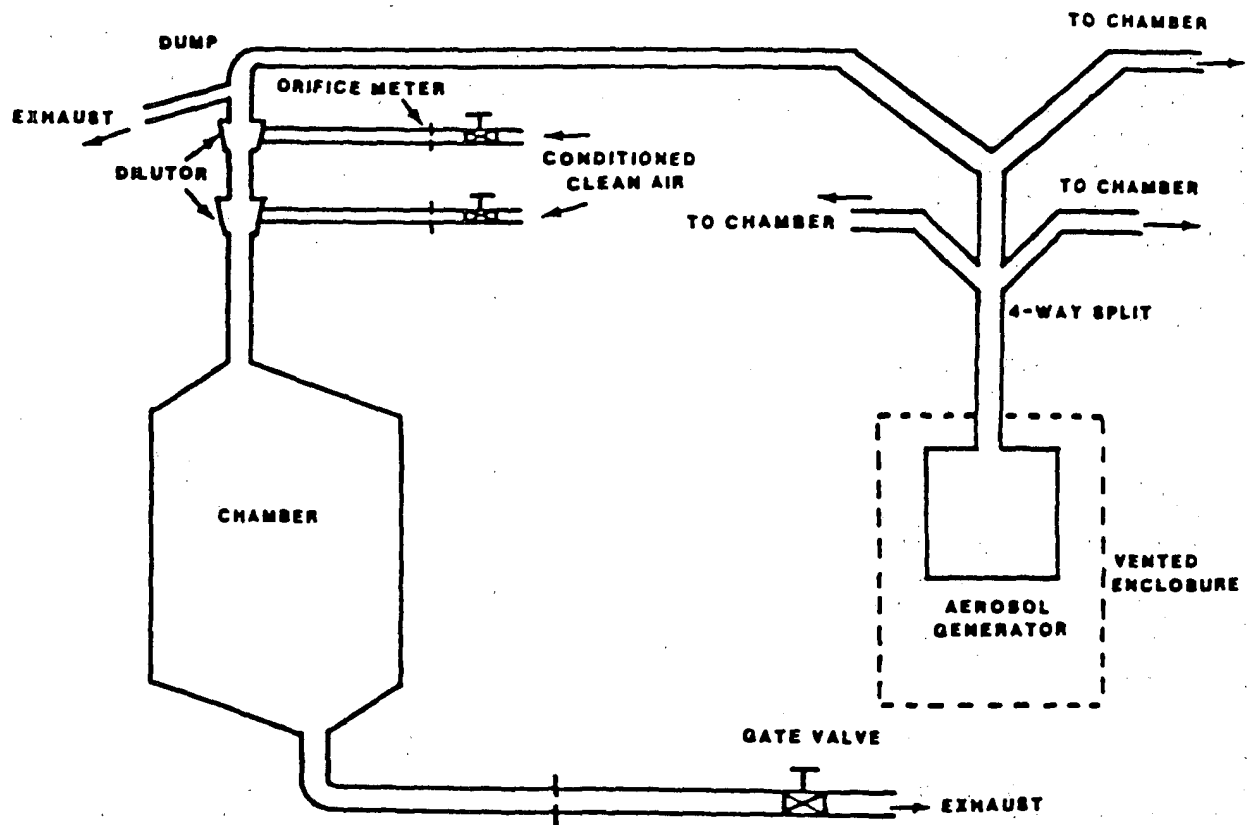 TO CHAMBER
DUMP
ORIFICE METER
EXHAUST
CONDITIONED
CLEAN AIR
DILUTOR
TO CHAMBER
TO CHAMBER
4-WAY SPLIT
CHAMBER
VENTED
ENCLOSURE
AEROSOL
GENERATOR
GATE VALVE
EXHAUST